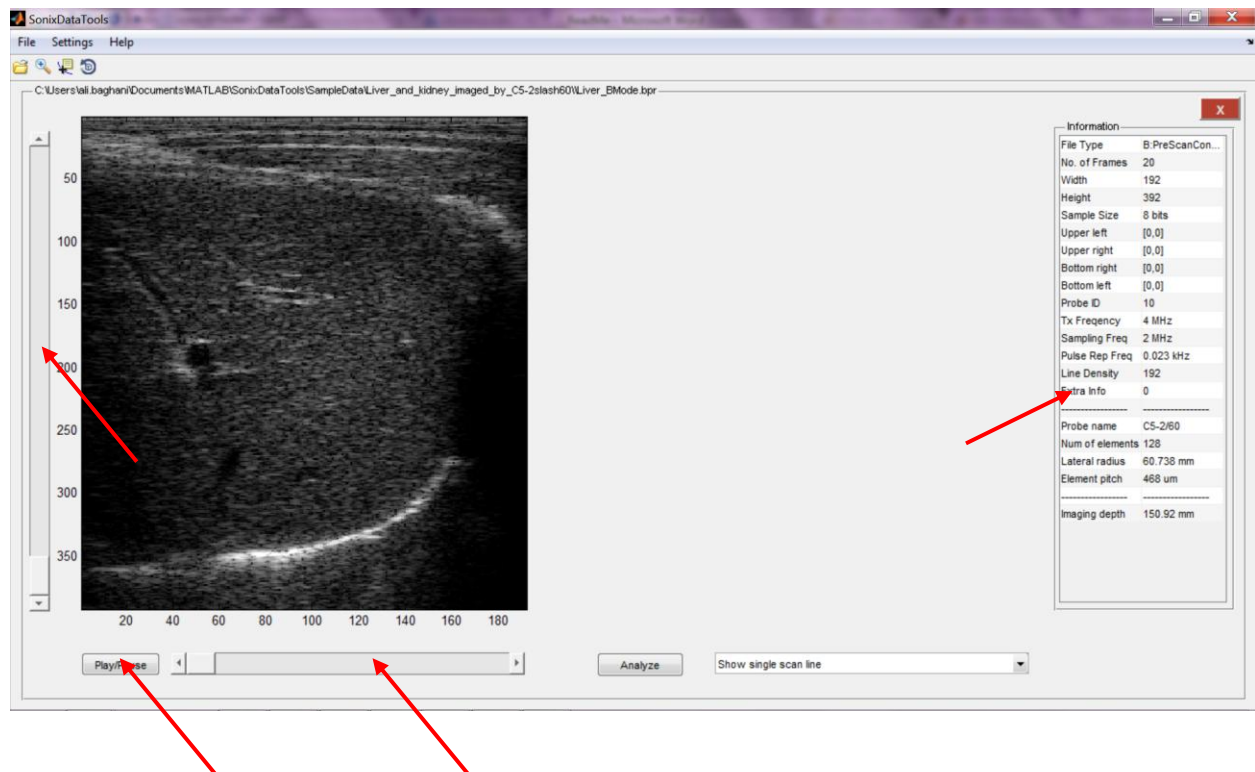 SonixDataTools
File Settings Help
C:\Users\ali.baghani\Documents\MATLAB\SonixDataTools\SampleData\Liver_and_kidney_imaged_by_C5-2slash60\\Liver_BMode.bpr
x
Information
File Type B:PreScanCon...
No. of Frames 20
Width 192
Height 392
Sample Size 8 bits
Upper left [0,0]
Upper right [0,0]
Bottom right [0,0]
Bottom left [0,0]
Probe ID 10
Tx Freqency 4 MHz
Sampling Freq 2 MHz
Pulse Rep Freq 0.023 kHz
Line Density 192
Extra Info 0
----------------- -----------------
Probe name C5-2/60
Num of elements 128
Lateral radius 60.738 mm
Element pitch 468 um
----------------- -----------------
Imaging depth 150.92 mm
50
100
150
200
250
300
350
20 40 60 80 100 120 140 160 180
Play/Pause Analyze Show single scan line